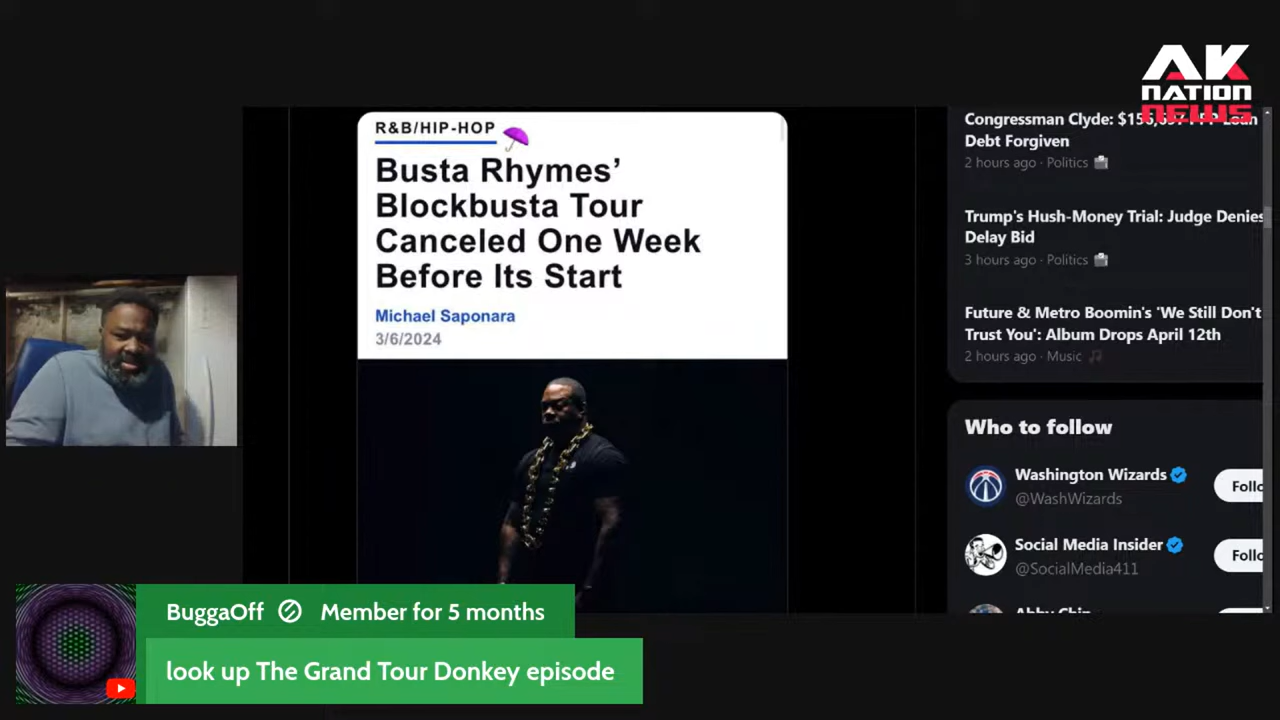 AK
NATION
NEWS
R&B/HIP-HOP
Busta Rhymes’
Blockbusta Tour
Canceled One Week
Before Its Start
Michael Saponara
3/6/2024
Congressman Clyde:
Debt Forgiven
2 hours ago · Politics
Trump's Hush-Money Trial: Judge Denies
Delay Bid
3 hours ago · Politics
Future & Metro Boomin's 'We Still Don't
Trust You': Album Drops April 12th
2 hours ago · Music
Who to follow
Washington Wizards
@WashWizards
Follo
Social Media Insider
@SocialMedia411
Follo
BuggaOff Member for 5 months
look up The Grand Tour Donkey episode